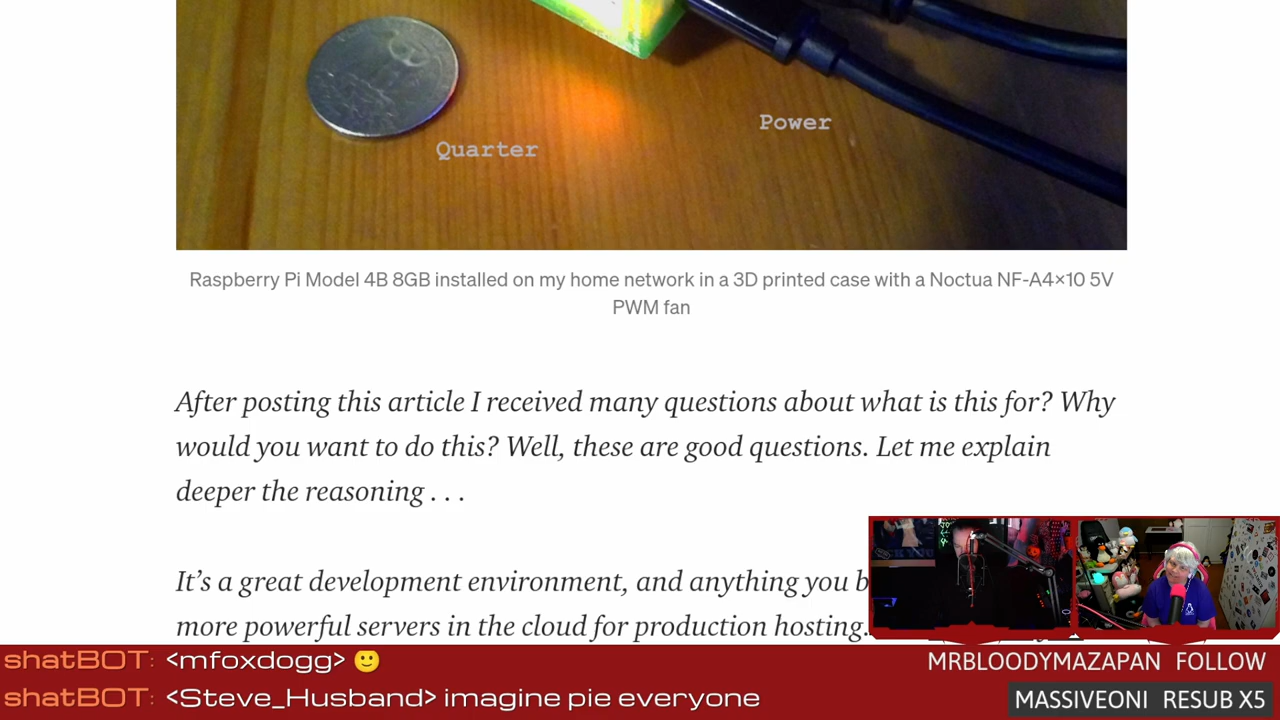 Power
Quarter
Raspberry Pi Model 4B 8GB installed on my home network in a 3D printed case with a Noctua NF-A4×10 5V
PWM fan
After posting this article I received many questions about what is this for? Why
would you want to do this? Well, these are good questions. Let me explain
deeper the reasoning . . .
It’s a great development environment, and anything you b
more powerful servers in the cloud for production hosting.
shatBOT: <mfoxdogg> 🙂
MRBLOODYMAZAPAN FOLLOW
shatBOT: <Steve_Husband> imagine pie everyone
MASSIVEONI RESUB X5